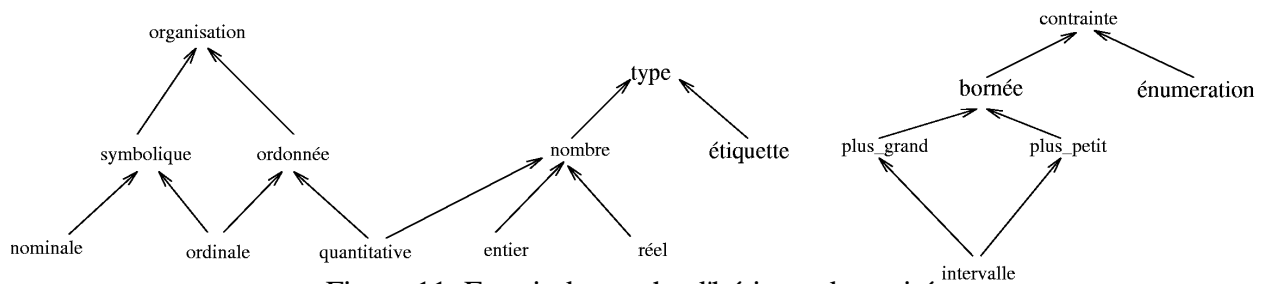 organisation
contrainte
type
bornée
énumeration
symbolique
ordonnée
nombre
étiquette
plus_grand
plus_petit
nominale
ordinale
quantitative
entier
réel
intervalle